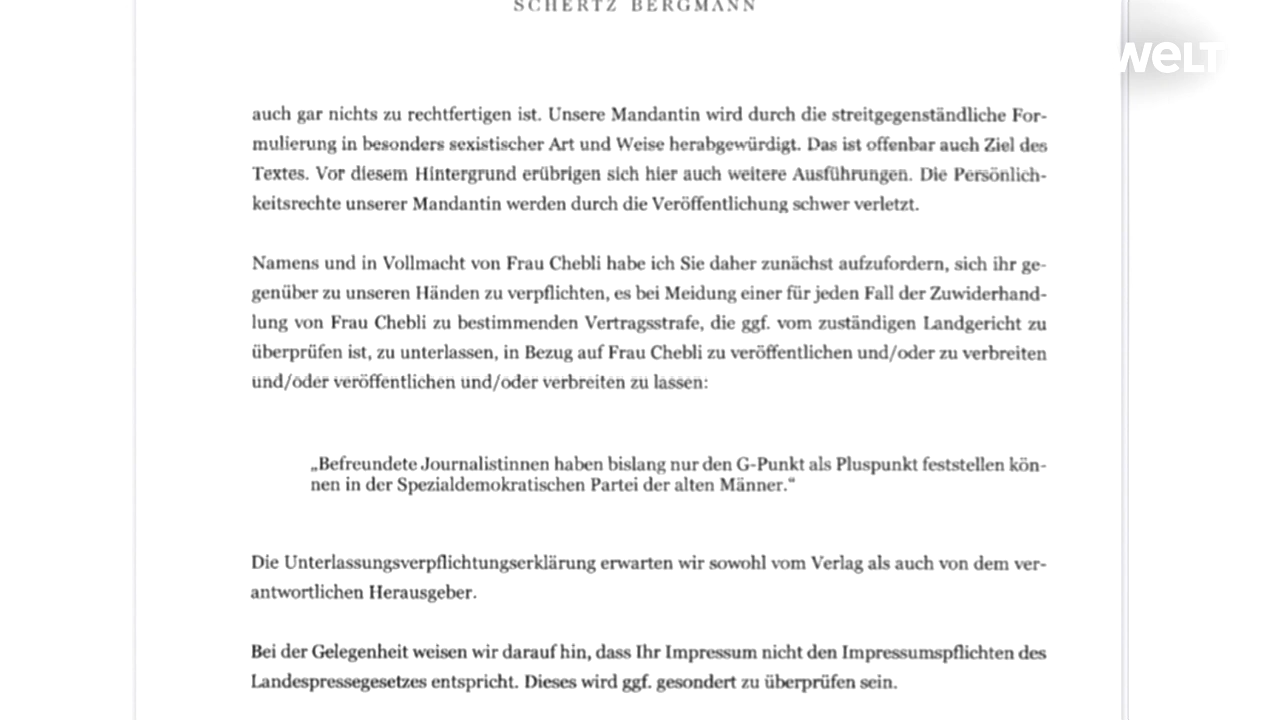 SCHERTZ BERGMANN
WELT
auch gar nichts zu rechtfertigen ist. Unsere Mandantin wird durch die streitgegenständliche For-
mulierung in besonders sexistischer Art und Weise herabgewürdigt. Das ist offenbar auch Ziel des
Textes. Vor diesem Hintergrund erübrigen sich hier auch weitere Ausführungen. Die Persönlich-
keitsrechte unserer Mandantin werden durch die Veröffentlichung schwer verletzt.
Namens und in Vollmacht von Frau Chebli habe ich Sie daher zunächst aufzufordern, sich ihr ge-
genüber zu unseren Händen zu verpflichten, es bei Meidung einer für jeden Fall der Zuwiderhand-
lung von Frau Chebli zu bestimmenden Vertragsstrafe, die ggf. vom zuständigen Landgericht zu
überprüfen ist, zu unterlassen, in Bezug auf Frau Chebli zu veröffentlichen und/oder zu verbreiten
und/oder veröffentlichen und/oder verbreiten zu lassen:
„Befreundete Journalistinnen haben bislang nur den G-Punkt als Pluspunkt feststellen kön-
nen in der Spezialdemokratischen Partei der alten Männer.“
Die Unterlassungsverpflichtungserklärung erwarten wir sowohl vom Verlag als auch von dem ver-
antwortlichen Herausgeber.
Bei der Gelegenheit weisen wir darauf hin, dass Ihr Impressum nicht den Impressumspflichten des
Landespressegesetzes entspricht. Dieses wird ggf. gesondert zu überprüfen sein.